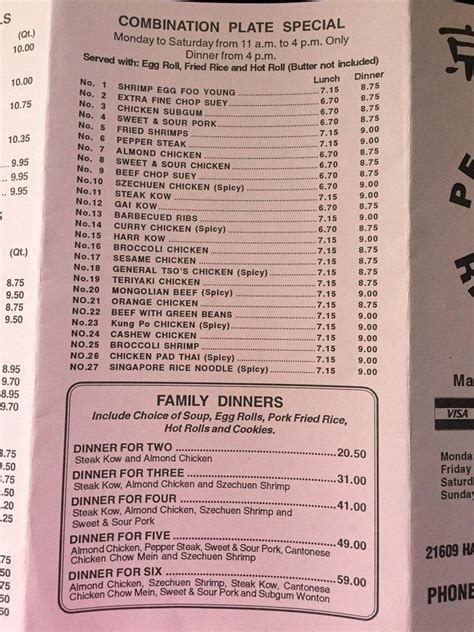 LS
(Qt.)
10.00
10.00
10.75
10.35
9.95
9.95
(Qt.)
COMBINATION PLATE SPECIAL
Monday to Saturday from 11 a.m. to 4 p.m. Only
Dinner from 4 p.m.
Served with: Egg Roll, Fried Rice and Hot Roll (Butter not included)
Lunch Dinner
No. 1 SHRIMP EGG FOO YOUNG 7.15 8.75
No. 2 EXTRA FINE CHOP SUEY 6.70 8.75
No. 3 CHICKEN SUBGUM 6.70 8.75
No. 4 SWEET & SOUR PORK 6.70 8.75
No. 5 FRIED SHRIMPS 7.15 9.00
No. 6 PEPPER STEAK 7.15 9.00
No. 7 ALMOND CHICKEN 6.70 8.75
No. 8 SWEET & SOUR CHICKEN 6.70 8.75
No. 9 BEEF CHOP SUEY 7.15 9.00
No.10 SZECHUEN CHICKEN (Spicy) 6.70 8.75
No.11 STEAK KOW 7.15 9.00
No.12 GAI KOW 6.70 8.75
No.13 BARBECUED RIBS 7.15 9.00
No.14 CURRY CHICKEN (Spicy) 6.70 8.75
No.15 HARR KOW 7.15 9.00
No.16 BROCCOLI CHICKEN 7.15 9.00
No.17 SESAME CHICKEN 7.15 9.00
No.18 GENERAL TSO'S CHICKEN (Spicy) 7.15 9.00
No.19 TERIYAKI CHICKEN 7.15 9.00
No.20 MONGOLIAN BEEF (Spicy) 7.15 9.00
NO.21 ORANGE CHICKEN 7.15 9.00
NO.22 BEEF WITH GREEN BEANS 7.15 9.00
NO.23 Kung Po CHICKEN (Spicy) 7.15 9.00
NO.24 CASHEW CHICKEN 7.15 9.00
NO.25 BROCCOLI SHRIMP 7.15 9.00
NO.26 CHICKEN PAD THAI (Spicy) 7.15 9.00
NO.27 SINGAPORE RICE NOODLE (Spicy) 7.15 9.00
FAMILY DINNERS
Include Choice of Soup, Egg Rolls, Pork Fried Rice,
Hot Rolls and Cookies.
DINNER FOR TWO 20.50
Steak Kow and Almond Chicken
DINNER FOR THREE 31.00
Steak Kow, Almond Chicken and Szechuen Shrimp
DINNER FOR FOUR 41.00
Steak Kow, Almond Chicken, Szechuen Shrimp and
Sweet & Sour Pork
DINNER FOR FIVE 49.00
Almond Chicken, Pepper Steak, Sweet & Sour Pork, Cantonese
Chicken Chow Mein and Szechuen Shrimp
DINNER FOR SIX 59.00
Almond Chicken, Szechuen Shrimp, Steak Kow, Cantonese
Chicken Chow Mein, Sweet & Sour Pork and Subgum Wonton
VISA
Monda
Friday
Saturd
Sunday
21609 HA
PHONE